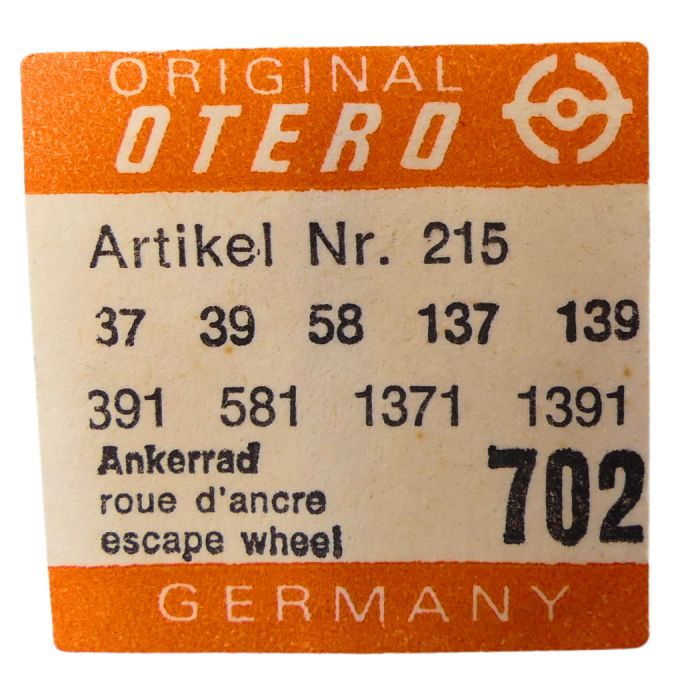 ORIGINAL
OTERO
Artikel Nr. 215
37 39 58 137 139
391 581 1371 1391
Ankerrad
roue d'ancre
escape wheel
702
GERMANY